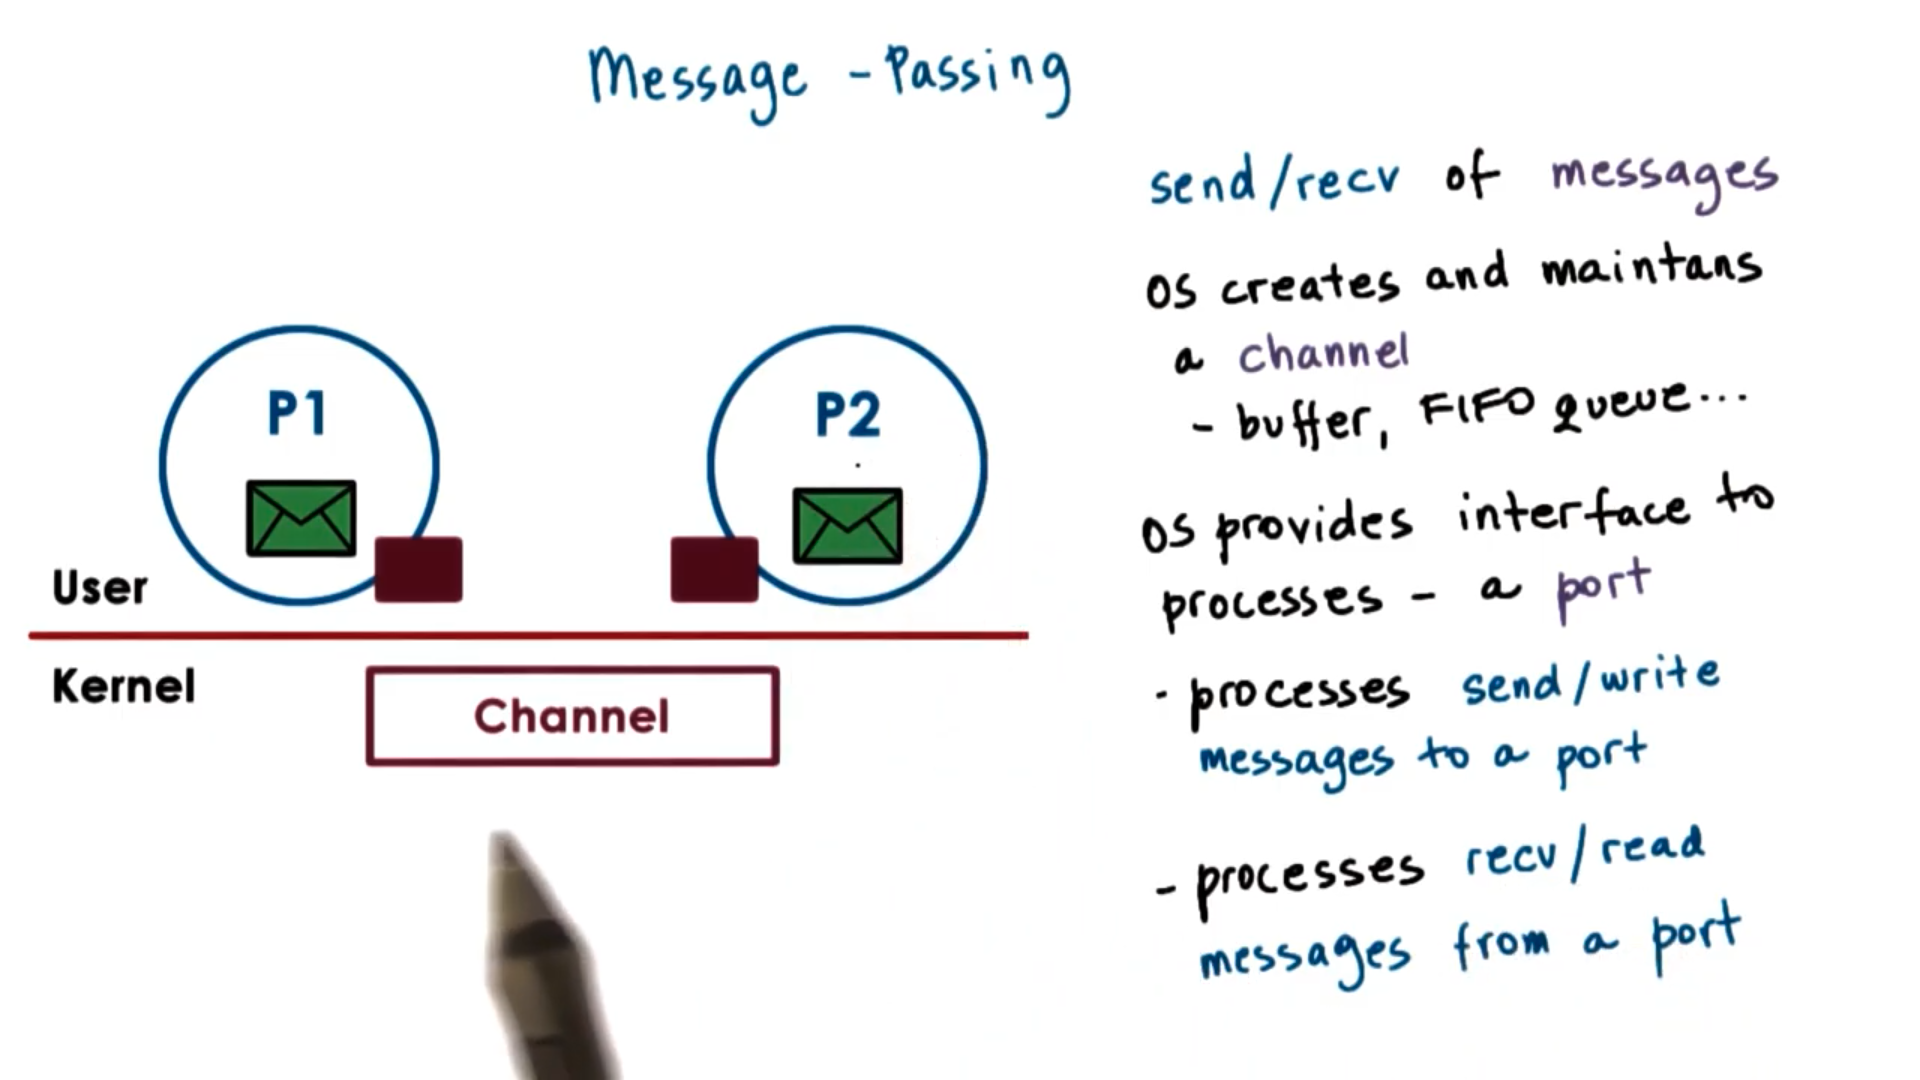 Message - Passing
send/recv of messages
OS creates and maintans
a channel
- buffer, FIFO queue...
OS provides interface to
processes - a port
- processes send/write
messages to a port
- processes recv/read
messages from a port
P1
P2
User
Kernel
Channel